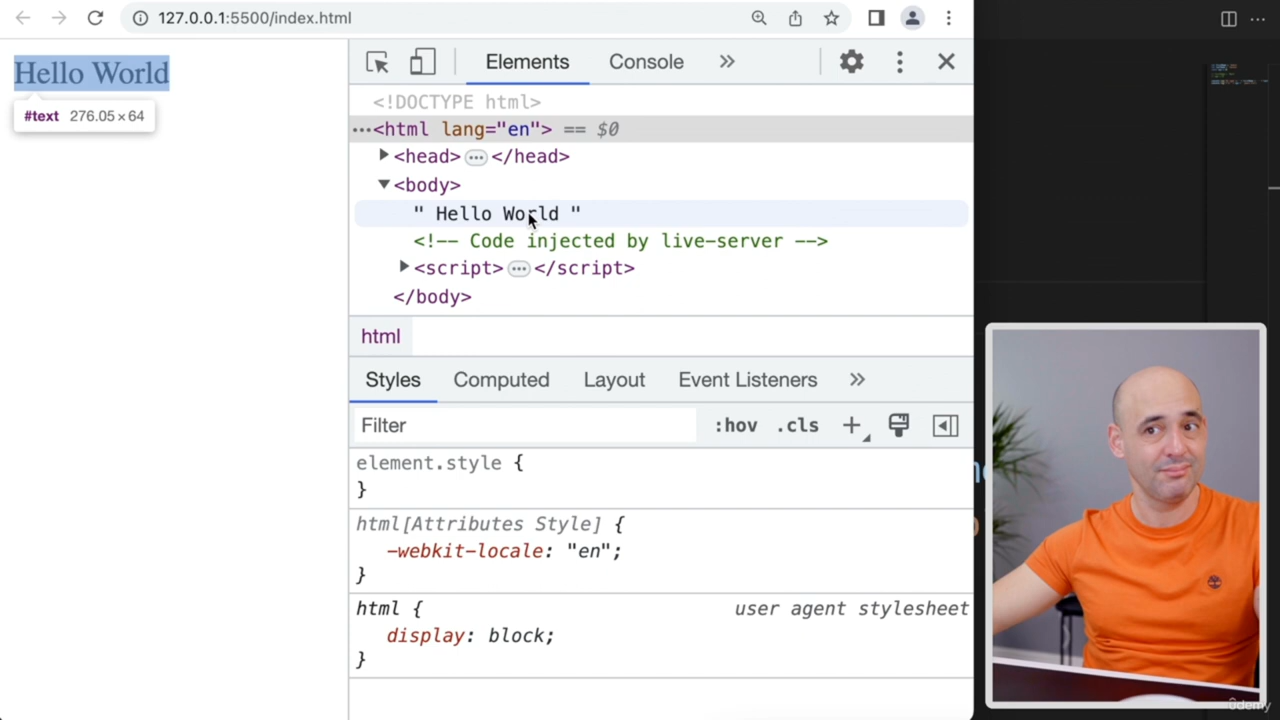 127.0.0.1:5500/index.html
Hello World
#text 276.05 × 64
Elements Console »
<!DOCTYPE html>
···<html lang="en"> == $0
<head> ··· </head>
<body>
" Hello World "
<!-- Code injected by live-server -->
<script> ··· </script>
</body>
html
Styles Computed Layout Event Listeners »
Filter :hov .cls +
element.style {
}
html[Attributes Style] {
-webkit-locale: "en";
}
html { user agent stylesheet
display: block;
}
ûdemy